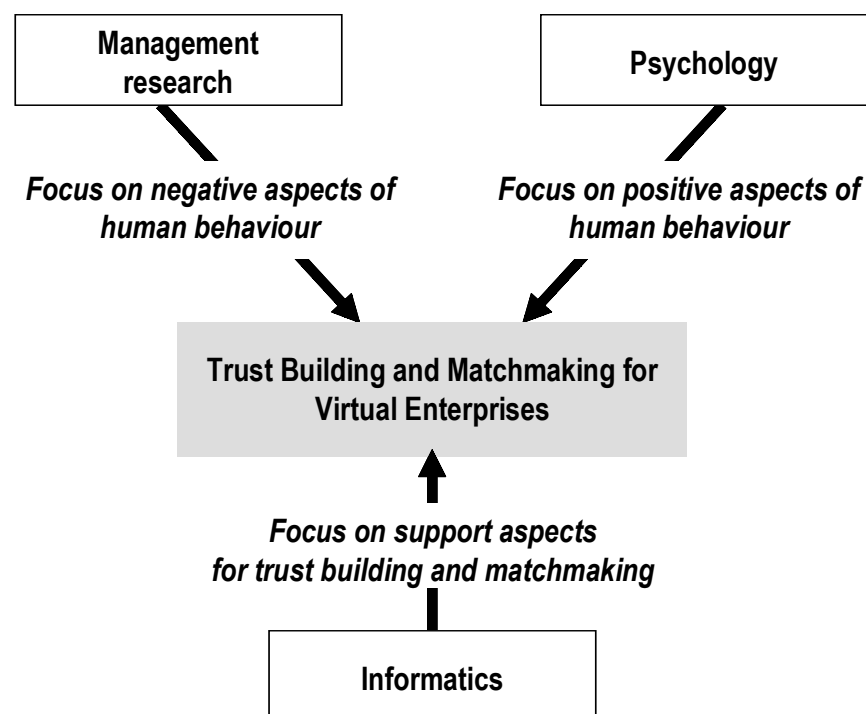 Management
research
Psychology
Focus on negative aspects of
human behaviour
Focus on positive aspects of
human behaviour
Trust Building and Matchmaking for
Virtual Enterprises
Focus on support aspects
for trust building and matchmaking
Informatics